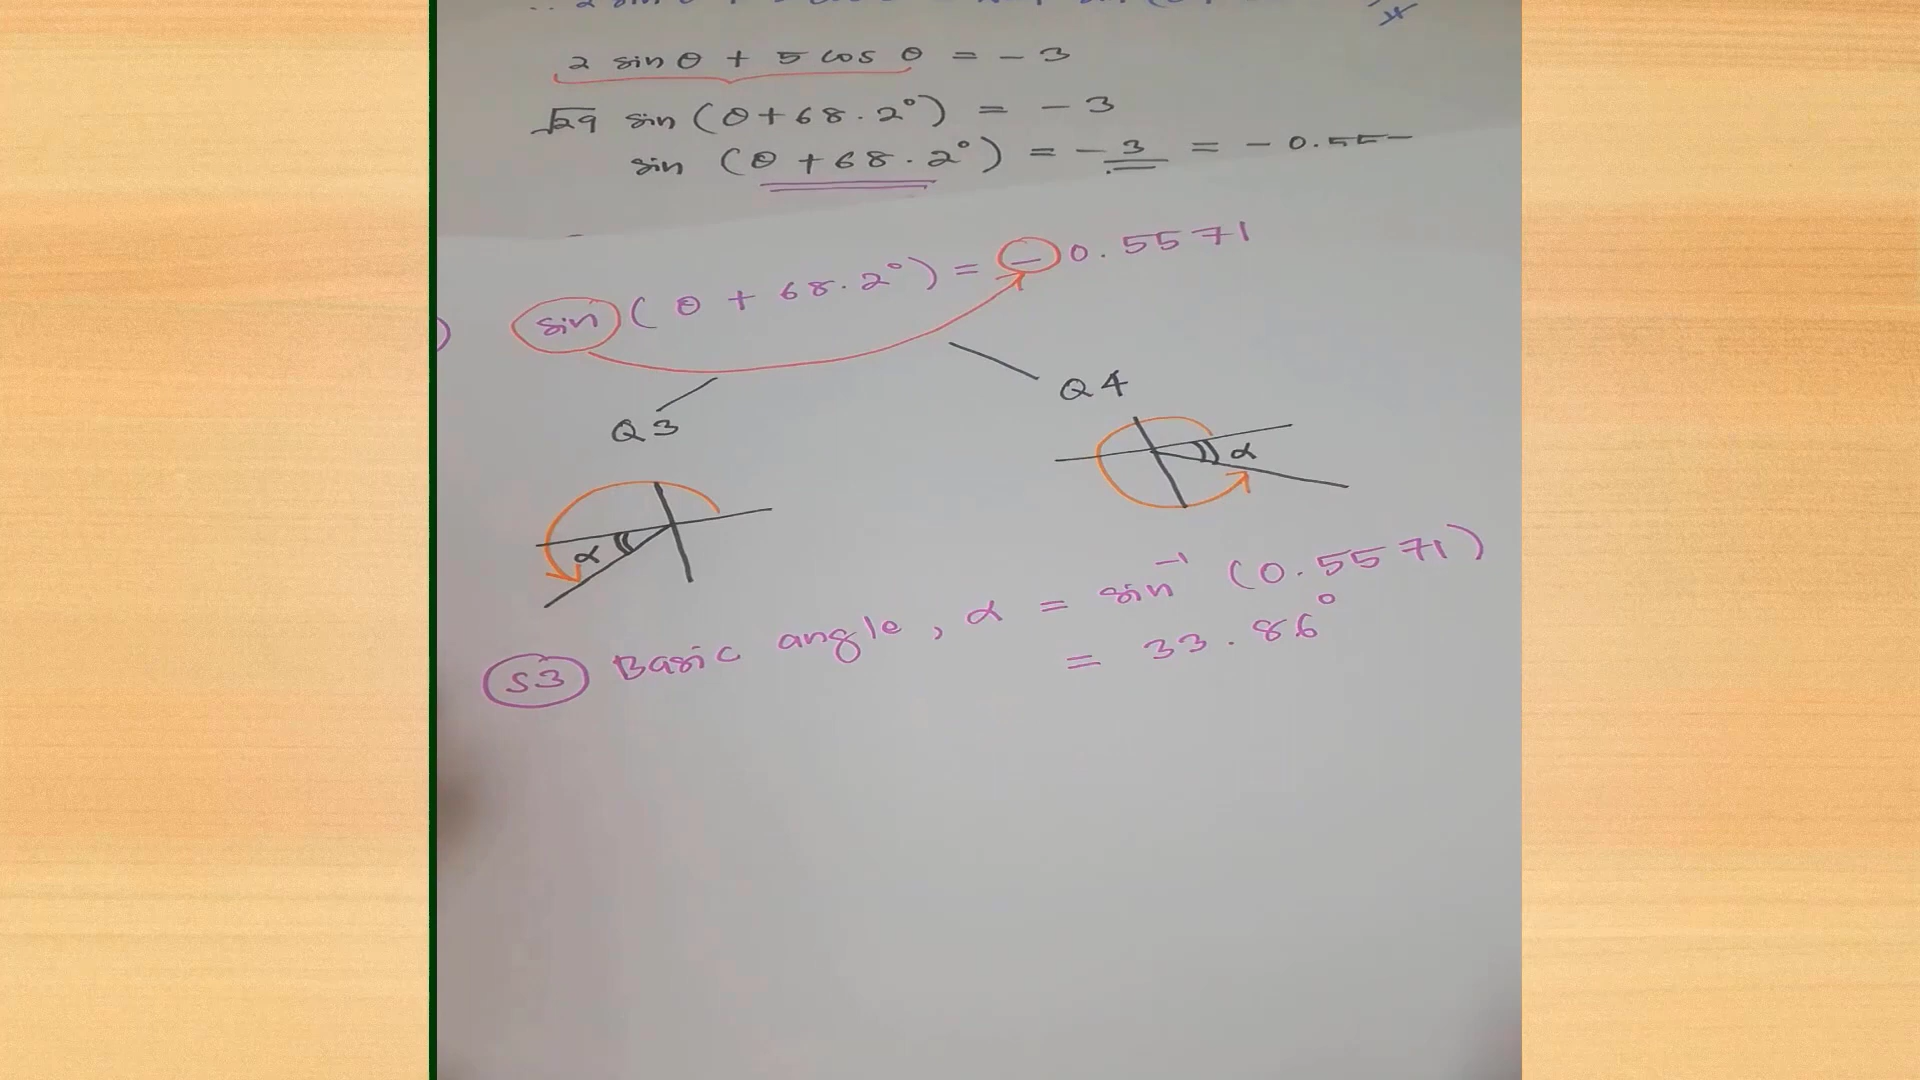 2 sin θ + 5 cos θ = - 3
√29 sin (θ + 68.2°) = - 3
sin (θ + 68.2°) = - 3 = - 0.55
sin (θ + 68.2°) = - 0.5571
Q3
Q4
α
α
S3 Basic angle, α = sin⁻¹ (0.5571)
= 33.86°